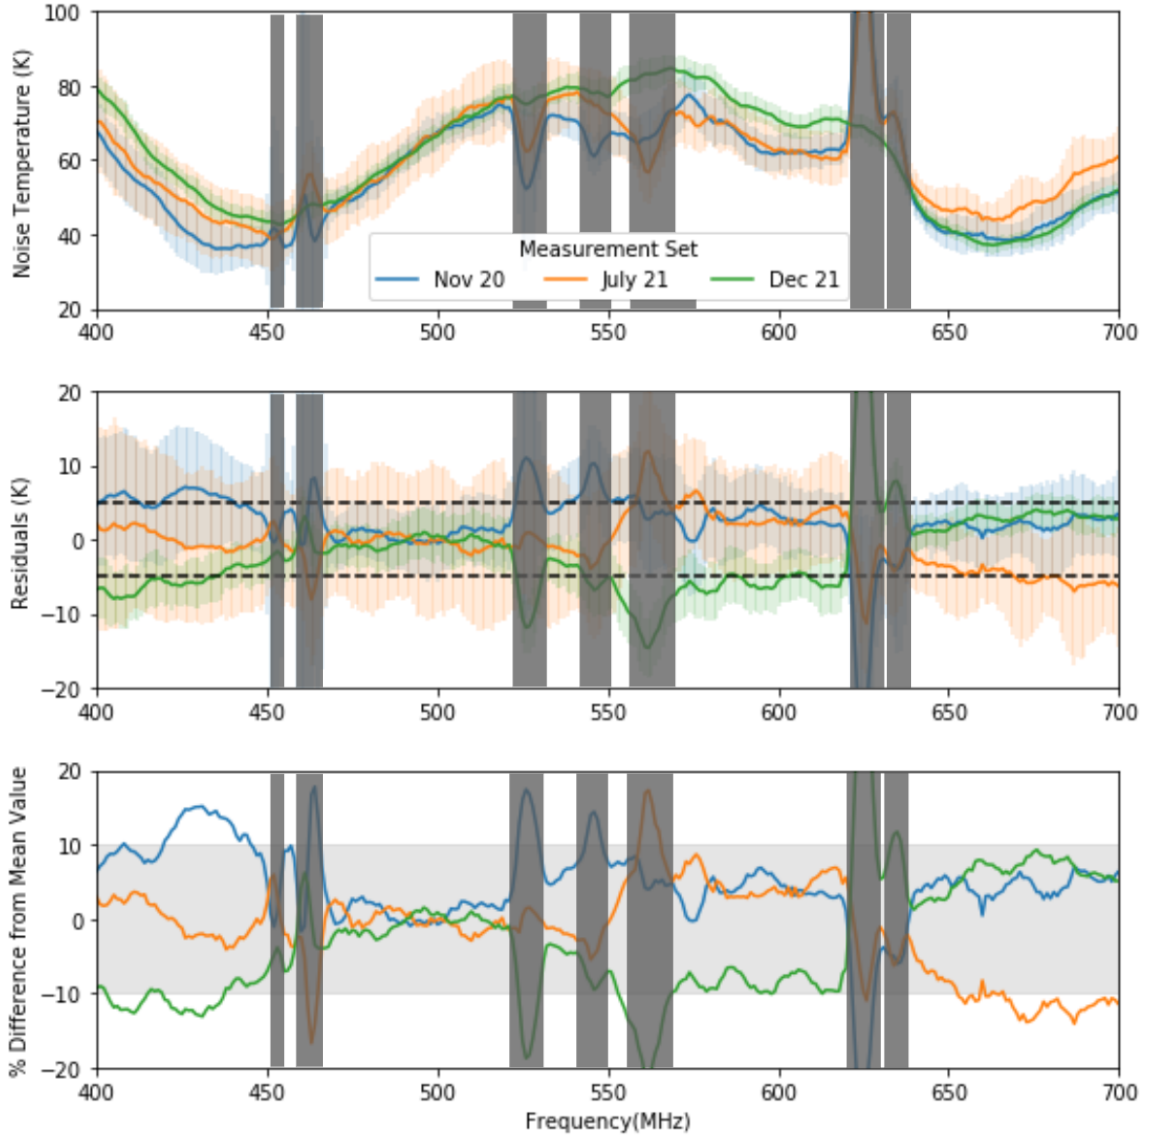 100
80
60
40
20
Noise Temperature (K)
Measurement Set
Nov 20 July 21 Dec 21
400 450 500 550 600 650 700
20
10
0
−10
−20
Residuals (K)
400 450 500 550 600 650 700
20
10
0
−10
−20
% Difference from Mean Value
400 450 500 550 600 650 700
Frequency(MHz)